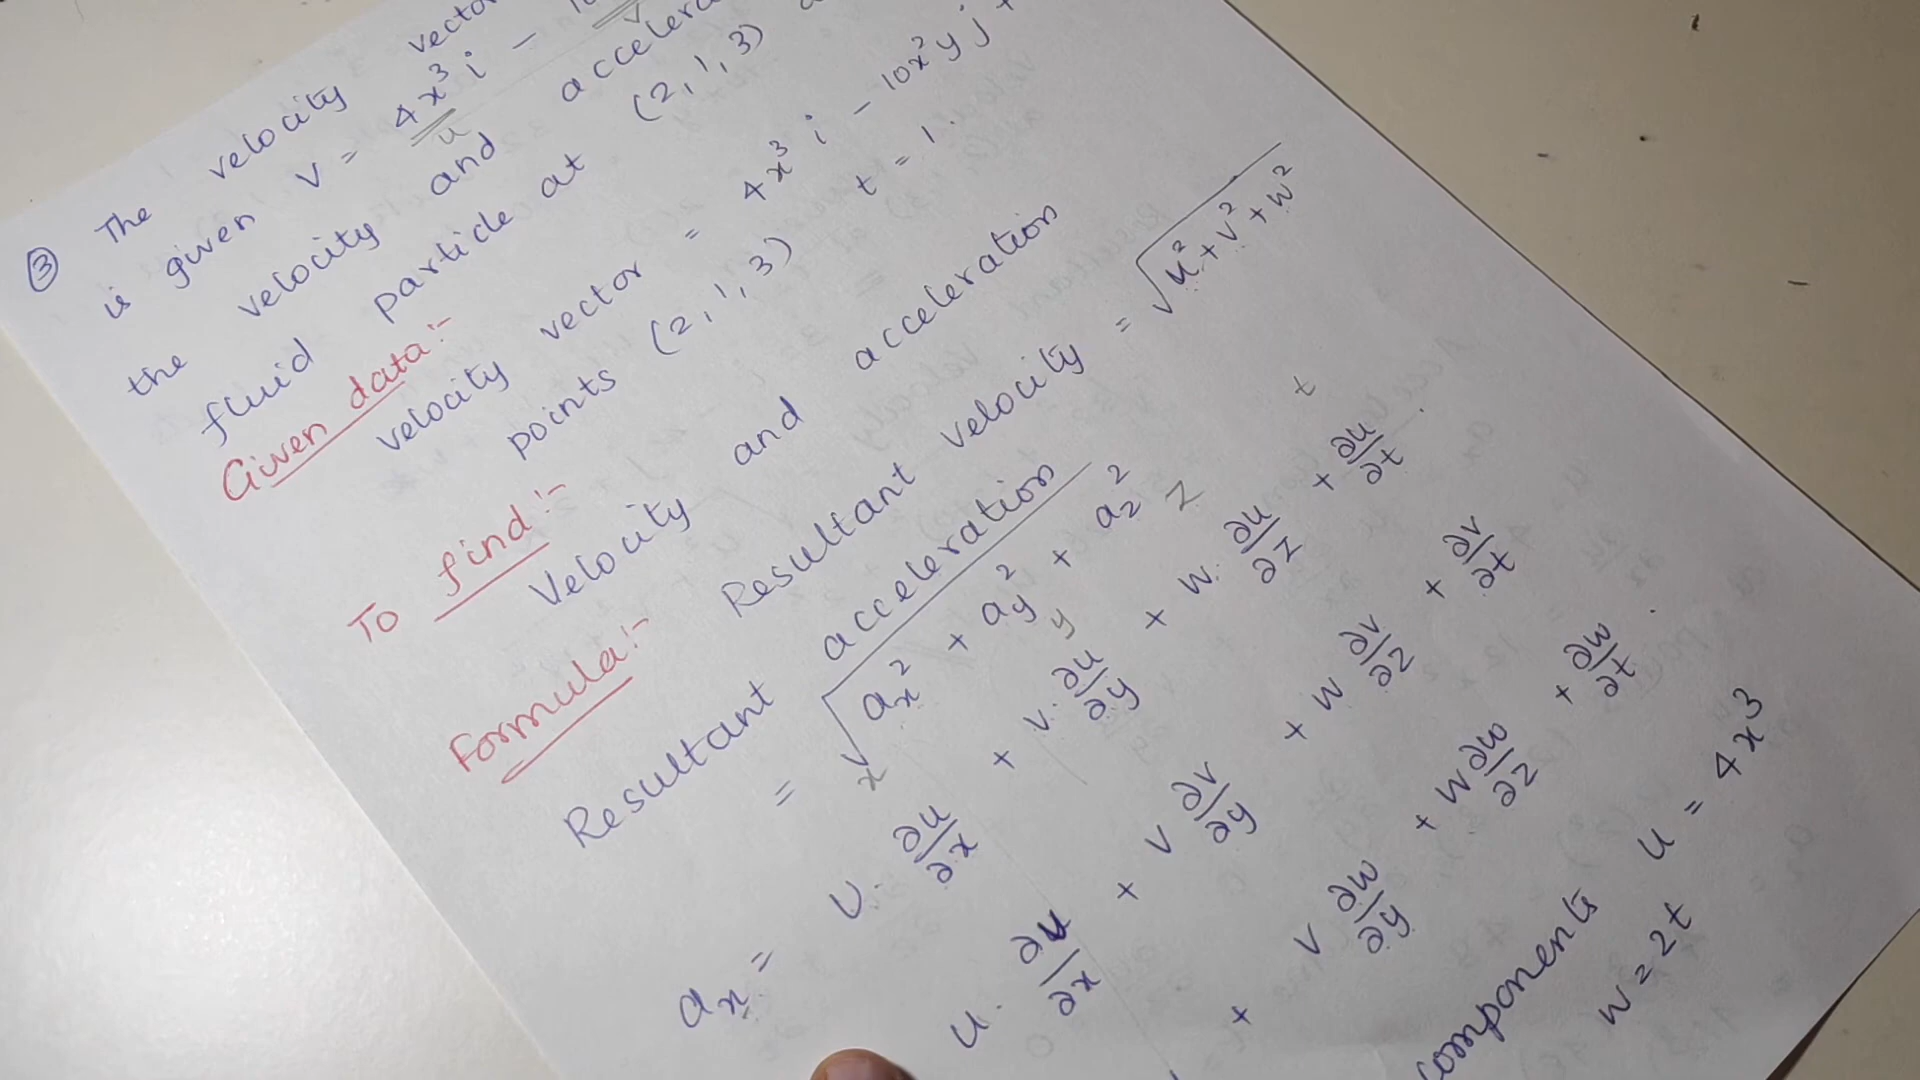 ③ The velocity vector
is given V = 4x³ i –
u v
the velocity and accelera
fluid particle at (2, 1, 3)
Given data:-
velocity vector = 4x³ i – 10x²y j +
points (2, 1, 3) t = 1.
To find:-
Velocity and acceleration
Formula:- Resultant velocity = √u² + v² + w²
Resultant acceleration
= √ax² + ay² + az²
x y z t
ax = U. ∂u/∂x + v. ∂u/∂y + w. ∂u/∂z + ∂u/∂t.
u. ∂v/∂x + v ∂v/∂y + w ∂v/∂z + ∂v/∂t
+ v ∂w/∂y + w ∂w/∂z + ∂w/∂t.
components u = 4x³
w = 2t